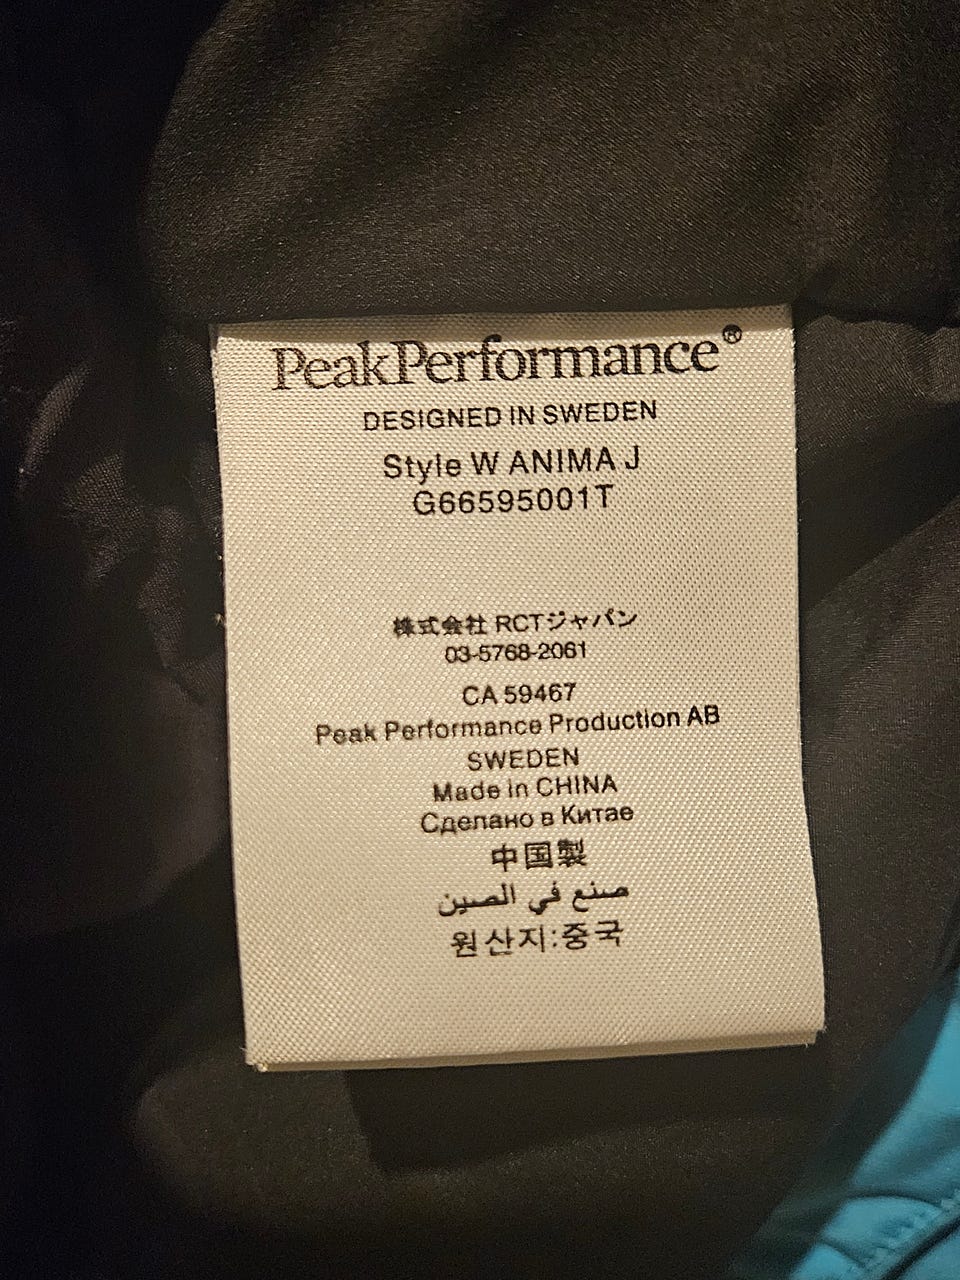 PeakPerformance®
DESIGNED IN SWEDEN
Style W ANIMA J
G66595001T
株式会社 RCTジャパン
03-5768-2061
CA 59467
Peak Performance Production AB
SWEDEN
Made in CHINA
Сделано в Китае
中国製
صنع في الصين
원산지:중국